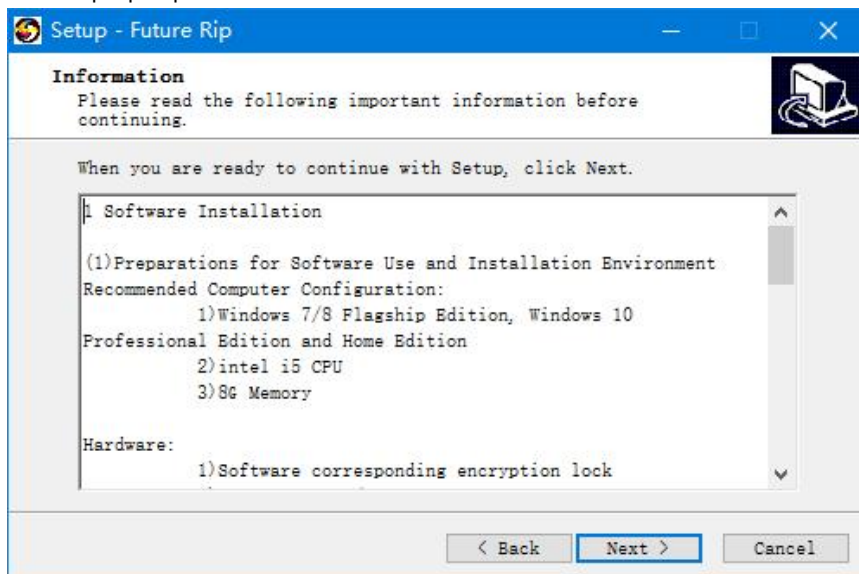 Setup - Future Rip
Information
Please read the following important information before
continuing.
When you are ready to continue with Setup, click Next.
1 Software Installation
(1)Preparations for Software Use and Installation Environment
Recommended Computer Configuration:
1)Windows 7/8 Flagship Edition, Windows 10
Professional Edition and Home Edition
2)intel i5 CPU
3)8G Memory
Hardware:
1)Software corresponding encryption lock
< Back
Next >
Cancel